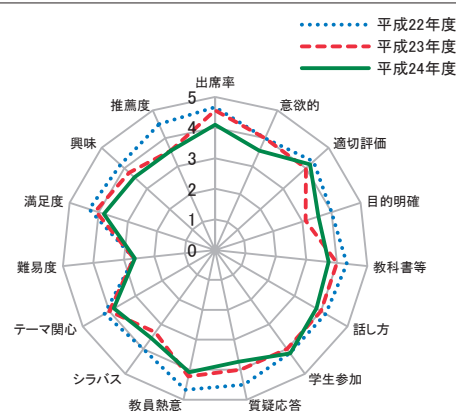 平成22年度
平成23年度
平成24年度
出席率
意欲的
適切評価
目的明確
教科書等
話し方
学生参加
質疑応答
教員熱意
シラバス
テーマ関心
難易度
満足度
興味
推薦度
5
4
3
2
1
0